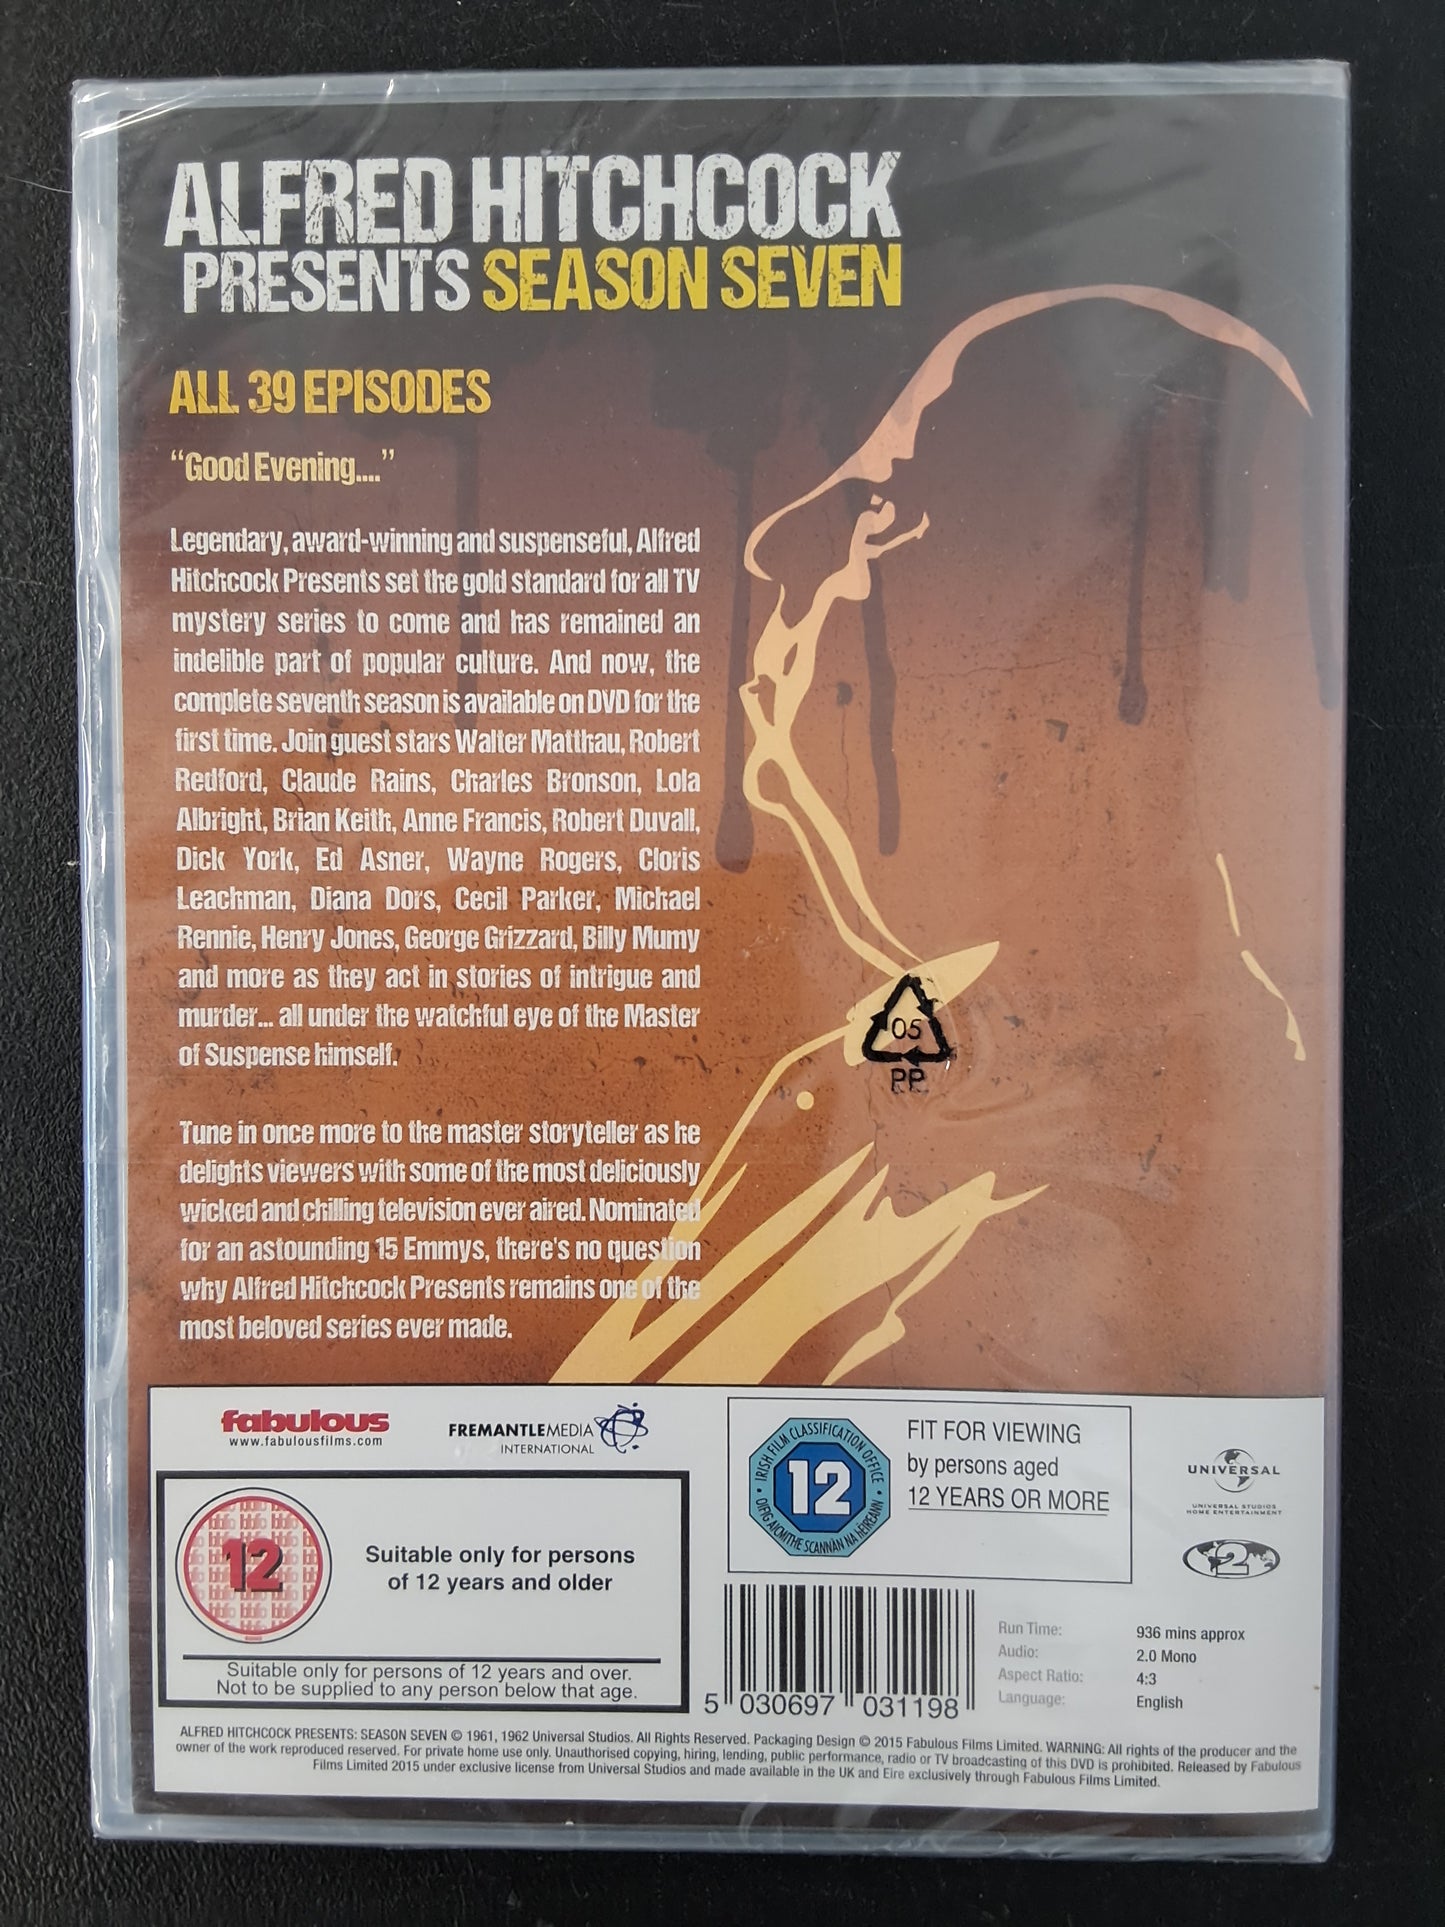 ALFRED HITCHCOCK
PRESENTS SEASON SEVEN
ALL 39 EPISODES
“Good Evening....”
Legendary, award-winning and suspenseful, Alfred
Hitchcock Presents set the gold standard for all TV
mystery series to come and has remained an
indelible part of popular culture. And now, the
complete seventh season is available on DVD for the
first time. Join guest stars Walter Matthau, Robert
Redford, Claude Rains, Charles Bronson, Lola
Albright, Brian Keith, Anne Francis, Robert Duvall,
Dick York, Ed Asner, Wayne Rogers, Cloris
Leachman, Diana Dors, Cecil Parker, Michael
Rennie, Henry Jones, George Grizzard, Billy Mumy
and more as they act in stories of intrigue and
murder... all under the watchful eye of the Master
of Suspense himself.
05
PP
Tune in once more to the master storyteller as he
delights viewers with some of the most deliciously
wicked and chilling television ever aired. Nominated
for an astounding 15 Emmys, there's no question
why Alfred Hitchcock Presents remains one of the
most beloved series ever made.
fabulous
www.fabulousfilms.com
FREMANTLEMEDIA
INTERNATIONAL
12
Suitable only for persons
of 12 years and older
Suitable only for persons of 12 years and over.
Not to be supplied to any person below that age.
IRISH FILM CLASSIFICATION OFFICE
12
OIFIG AICMITHE SCANNÁN NA hÉIREANN
FIT FOR VIEWING
by persons aged
12 YEARS OR MORE
UNIVERSAL
UNIVERSAL STUDIOS
HOME ENTERTAINMENT
2
5 030697 031198
Run Time: 936 mins approx
Audio: 2.0 Mono
Aspect Ratio: 4:3
Language: English
ALFRED HITCHCOCK PRESENTS: SEASON SEVEN © 1961, 1962 Universal Studios. All Rights Reserved. Packaging Design © 2015 Fabulous Films Limited. WARNING: All rights of the producer and the
owner of the work reproduced reserved. For private home use only. Unauthorised copying, hiring, lending, public performance, radio or TV broadcasting of this DVD is prohibited. Released by Fabulous
Films Limited 2015 under exclusive license from Universal Studios and made available in the UK and Eire exclusively through Fabulous Films Limited.